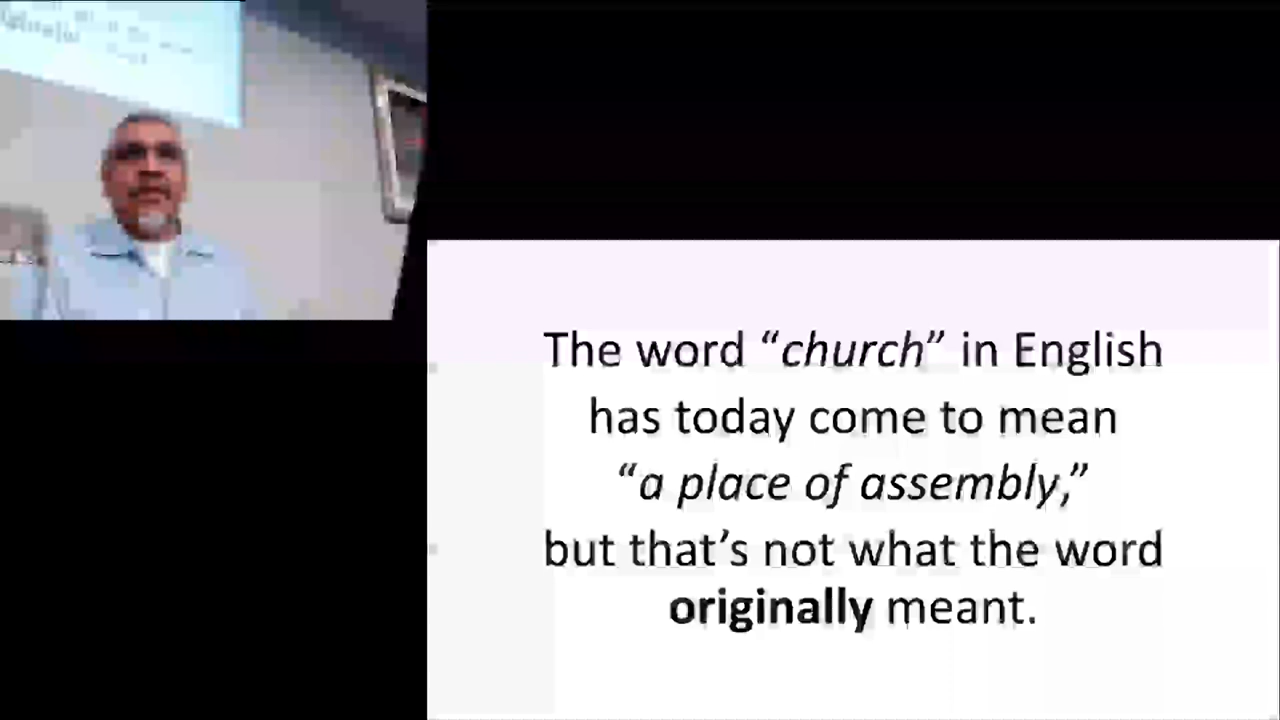 The word “church” in English
has today come to mean
“a place of assembly,”
but that’s not what the word
originally meant.